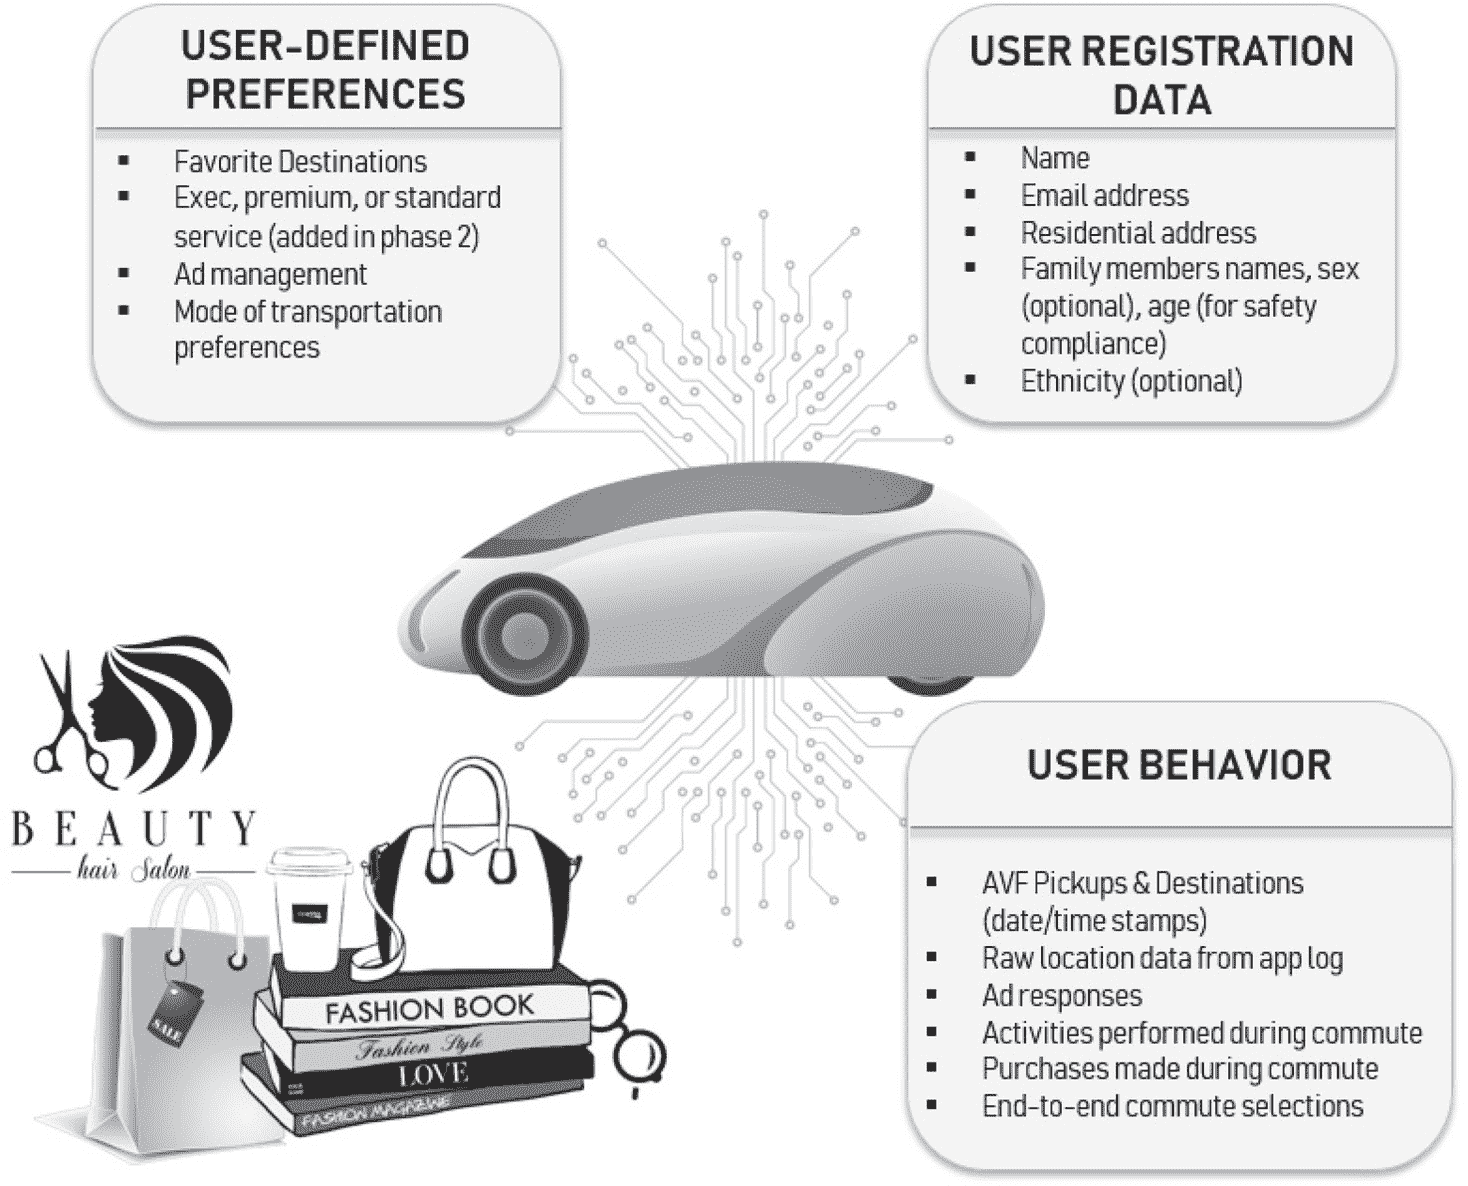 USER-DEFINED
PREFERENCES
▪ Favorite Destinations
▪ Exec, premium, or standard
service (added in phase 2)
▪ Ad management
▪ Mode of transportation
preferences
USER REGISTRATION
DATA
▪ Name
▪ Email address
▪ Residential address
▪ Family members names, sex
(optional), age (for safety
compliance)
▪ Ethnicity (optional)
BEAUTY
hair Salon
SALE
FASHION BOOK
Fashion Style
LOVE
FASHION MAGAZINE
USER BEHAVIOR
▪ AVF Pickups & Destinations
(date/time stamps)
▪ Raw location data from app log
▪ Ad responses
▪ Activities performed during commute
▪ Purchases made during commute
▪ End-to-end commute selections